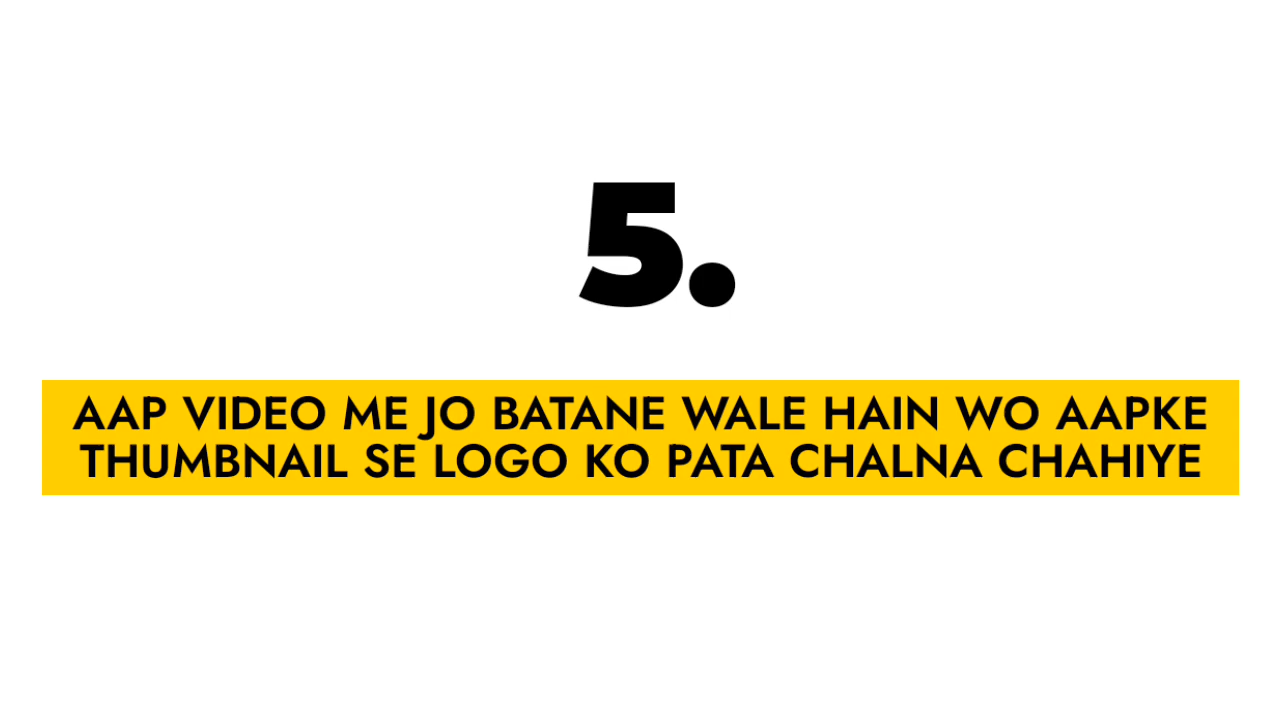 5.
AAP VIDEO ME JO BATANE WALE HAIN WO AAPKE
THUMBNAIL SE LOGO KO PATA CHALNA CHAHIYE